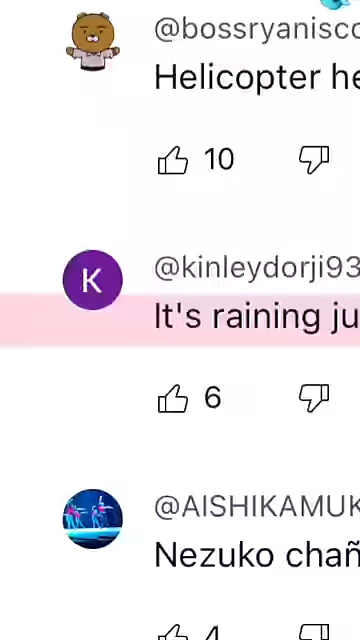 @bossryanisco
Helicopter he
10
@kinleydorji93
K
It's raining ju
6
@AISHIKAMUK
Nezuko chañ
4